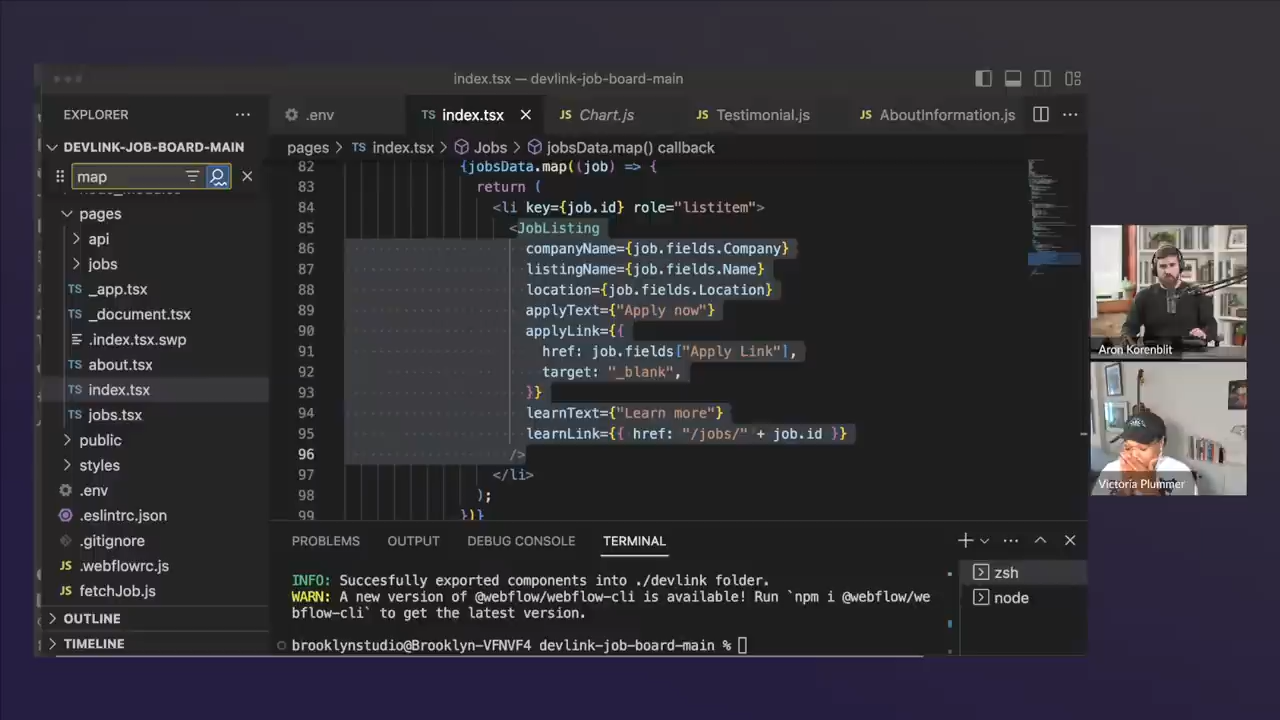 index.tsx — devlink-job-board-main
EXPLORER
DEVLINK-JOB-BOARD-MAIN
map
pages
api
jobs
TS _app.tsx
TS _document.tsx
.index.tsx.swp
TS about.tsx
TS index.tsx
TS jobs.tsx
public
styles
.env
.eslintrc.json
.gitignore
JS .webflowrc.js
JS fetchJob.js
OUTLINE
TIMELINE
.env
TS index.tsx
JS Chart.js
JS Testimonial.js
JS AboutInformation.js
pages > TS index.tsx > Jobs > jobsData.map() callback
82 {jobsData.map((job) => {
83 return (
84 <li key={job.id} role="listitem">
85 <JobListing
86 companyName={job.fields.Company}
87 listingName={job.fields.Name}
88 location={job.fields.Location}
89 applyText={"Apply now"}
90 applyLink={{
91 href: job.fields["Apply Link"],
92 target: "_blank",
93 }}
94 learnText={"Learn more"}
95 learnLink={{ href: "/jobs/" + job.id }}
96 />
97 </li>
98 );
99 })}
PROBLEMS OUTPUT DEBUG CONSOLE TERMINAL
INFO: Succesfully exported components into ./devlink folder.
WARN: A new version of @webflow/webflow-cli is available! Run `npm i @webflow/we
bflow-cli` to get the latest version.
brooklynstudio@Brooklyn-VFNVF4 devlink-job-board-main %
zsh
node
Aron Korenblit
Victoria Plummer